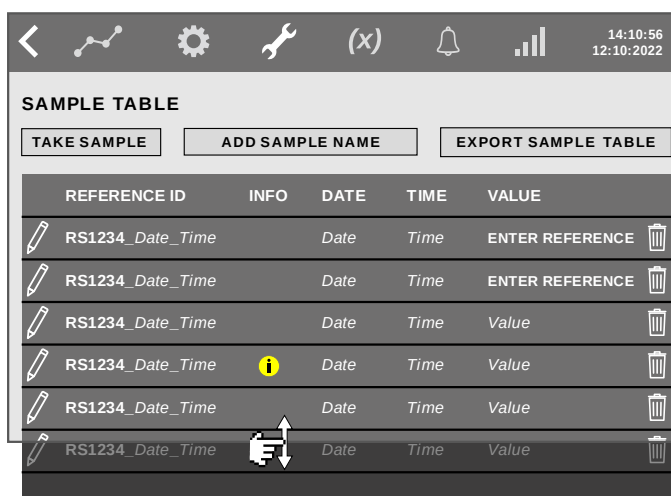 (x)
14:10:56
12:10:2022
SAMPLE TABLE
TAKE SAMPLE ADD SAMPLE NAME EXPORT SAMPLE TABLE
REFERENCE ID INFO DATE TIME VALUE
RS1234_Date_Time Date Time ENTER REFERENCE
RS1234_Date_Time Date Time ENTER REFERENCE
RS1234_Date_Time Date Time Value
RS1234_Date_Time i Date Time Value
RS1234_Date_Time Date Time Value
RS1234_Date_Time Date Time Value